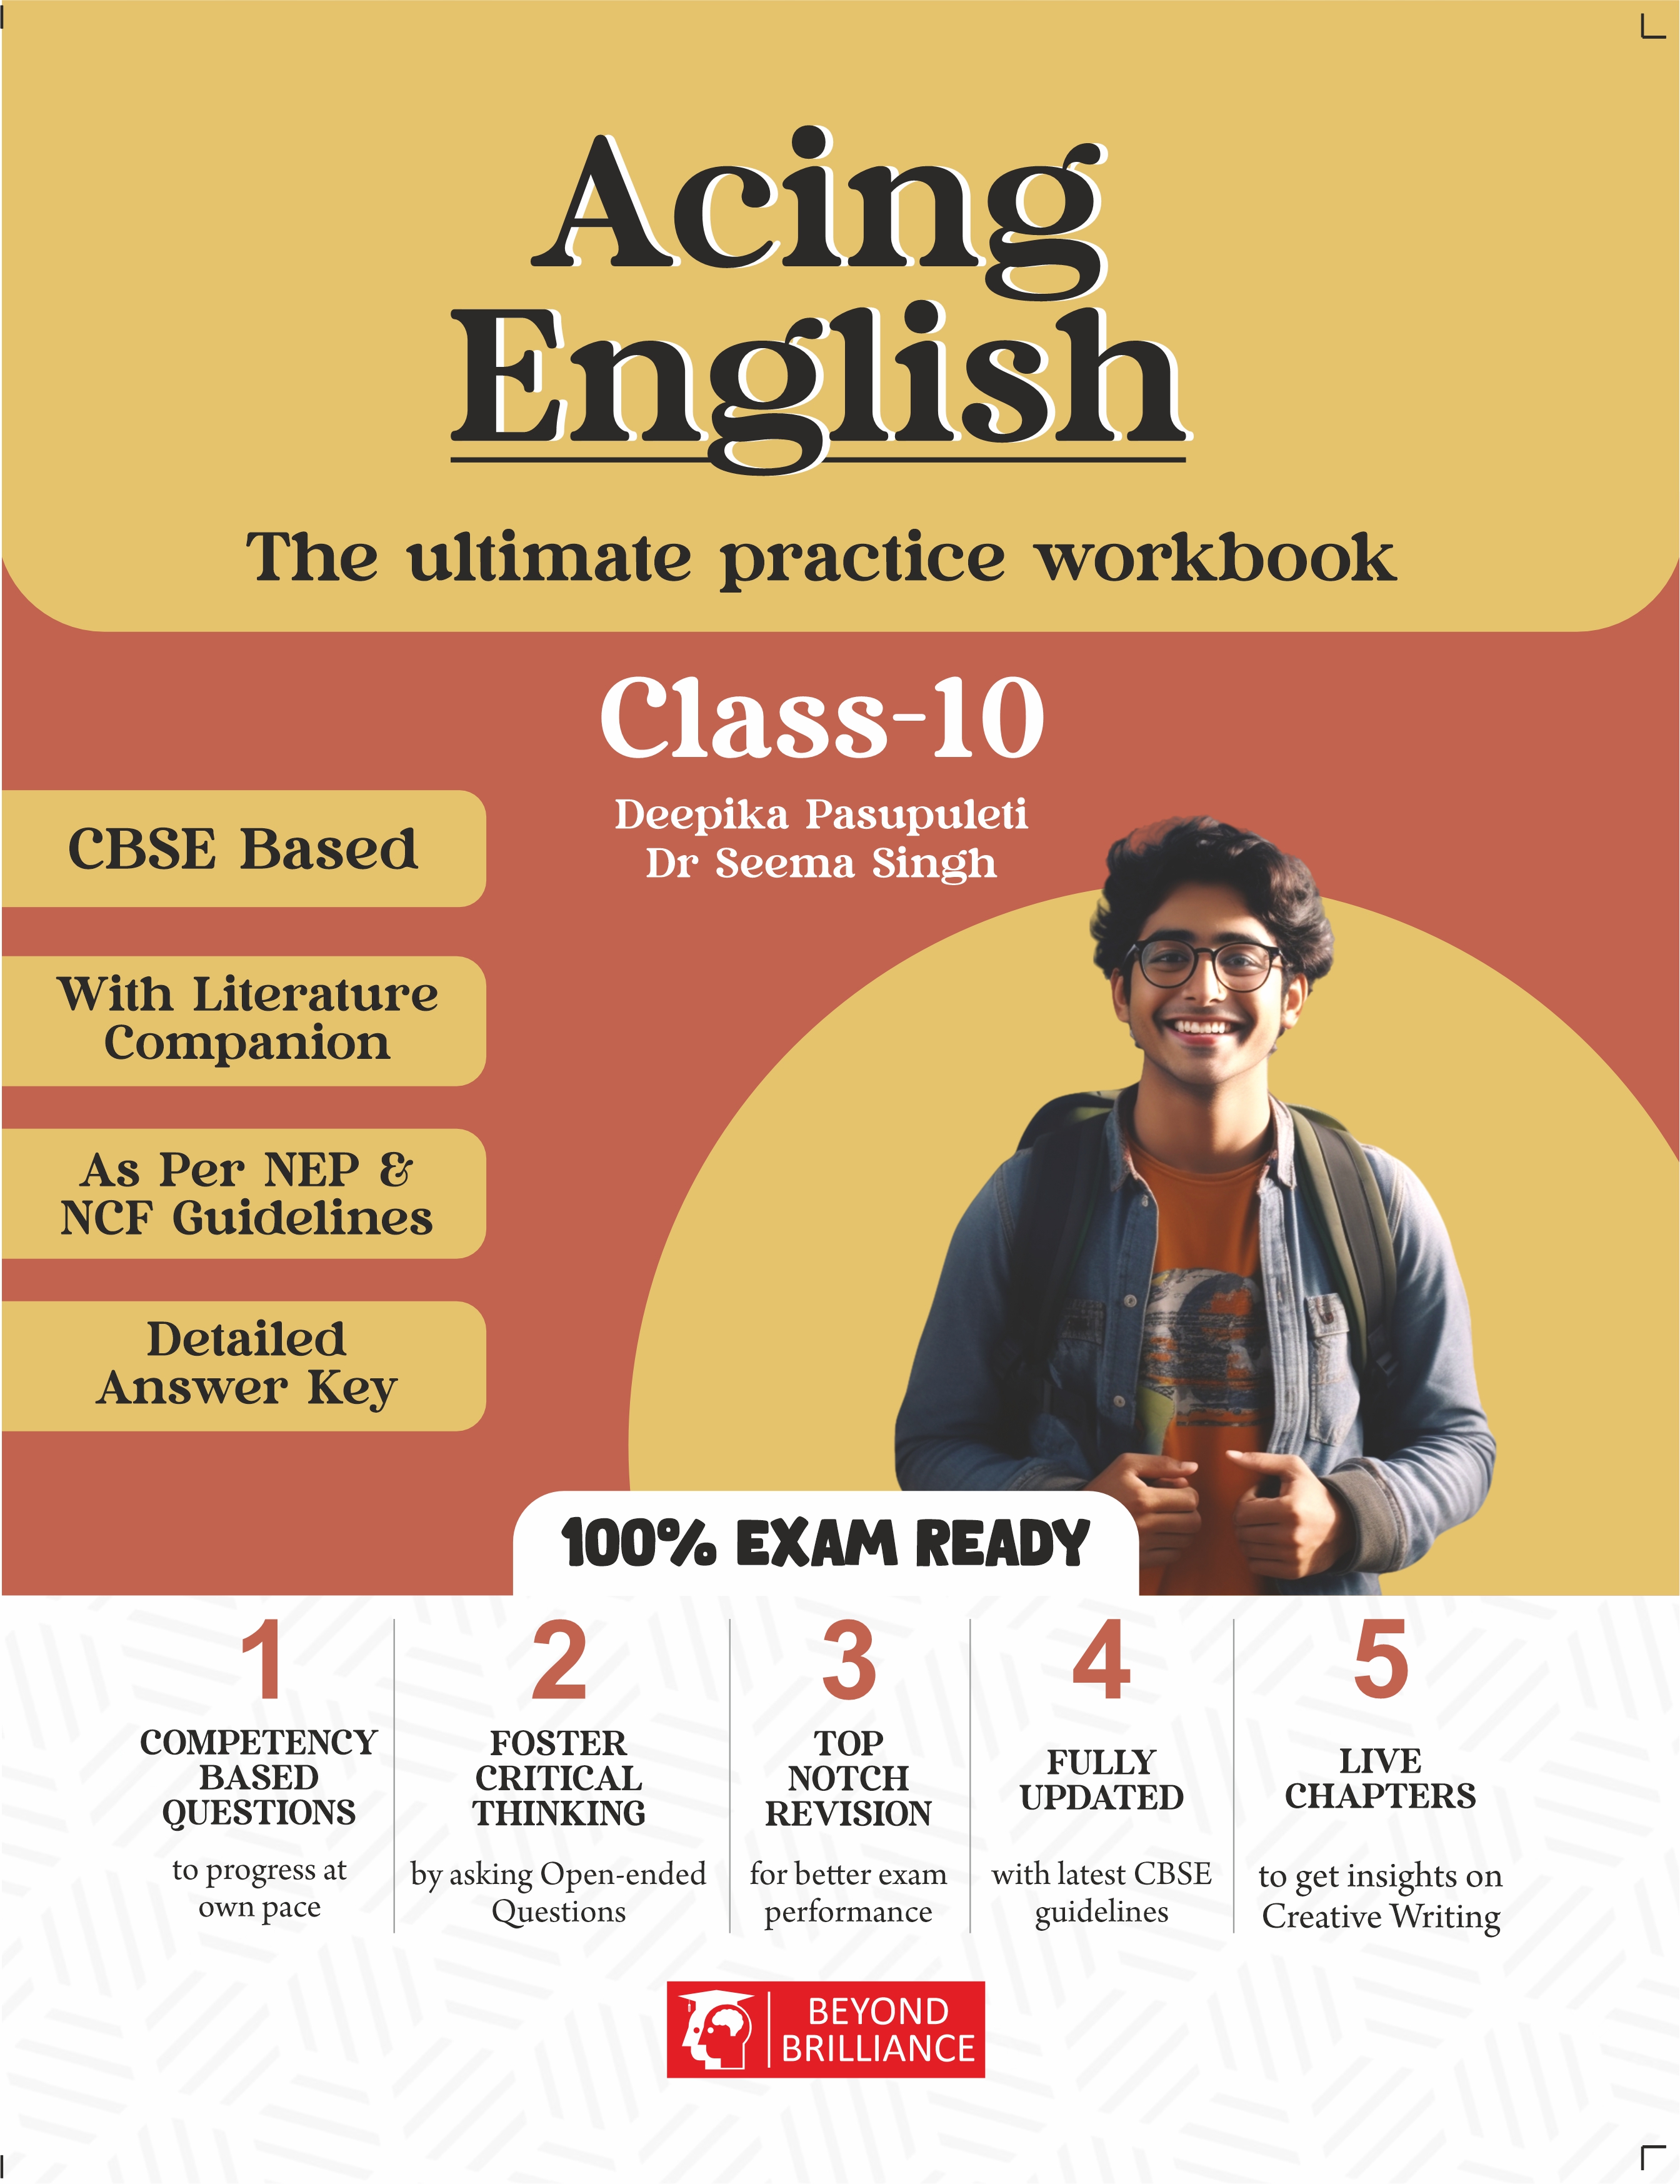 Acing
English
The ultimate practice workbook
Class-10
Deepika Pasupuleti
Dr Seema Singh
CBSE Based
With Literature
Companion
As Per NEP &
NCF Guidelines
Detailed
Answer Key
100% EXAM READY
1
COMPETENCY
BASED
QUESTIONS
to progress at
own pace
2
FOSTER
CRITICAL
THINKING
by asking Open-ended
Questions
3
TOP
NOTCH
REVISION
for better exam
performance
4
FULLY
UPDATED
with latest CBSE
guidelines
5
LIVE
CHAPTERS
to get insights on
Creative Writing
BEYOND
BRILLIANCE